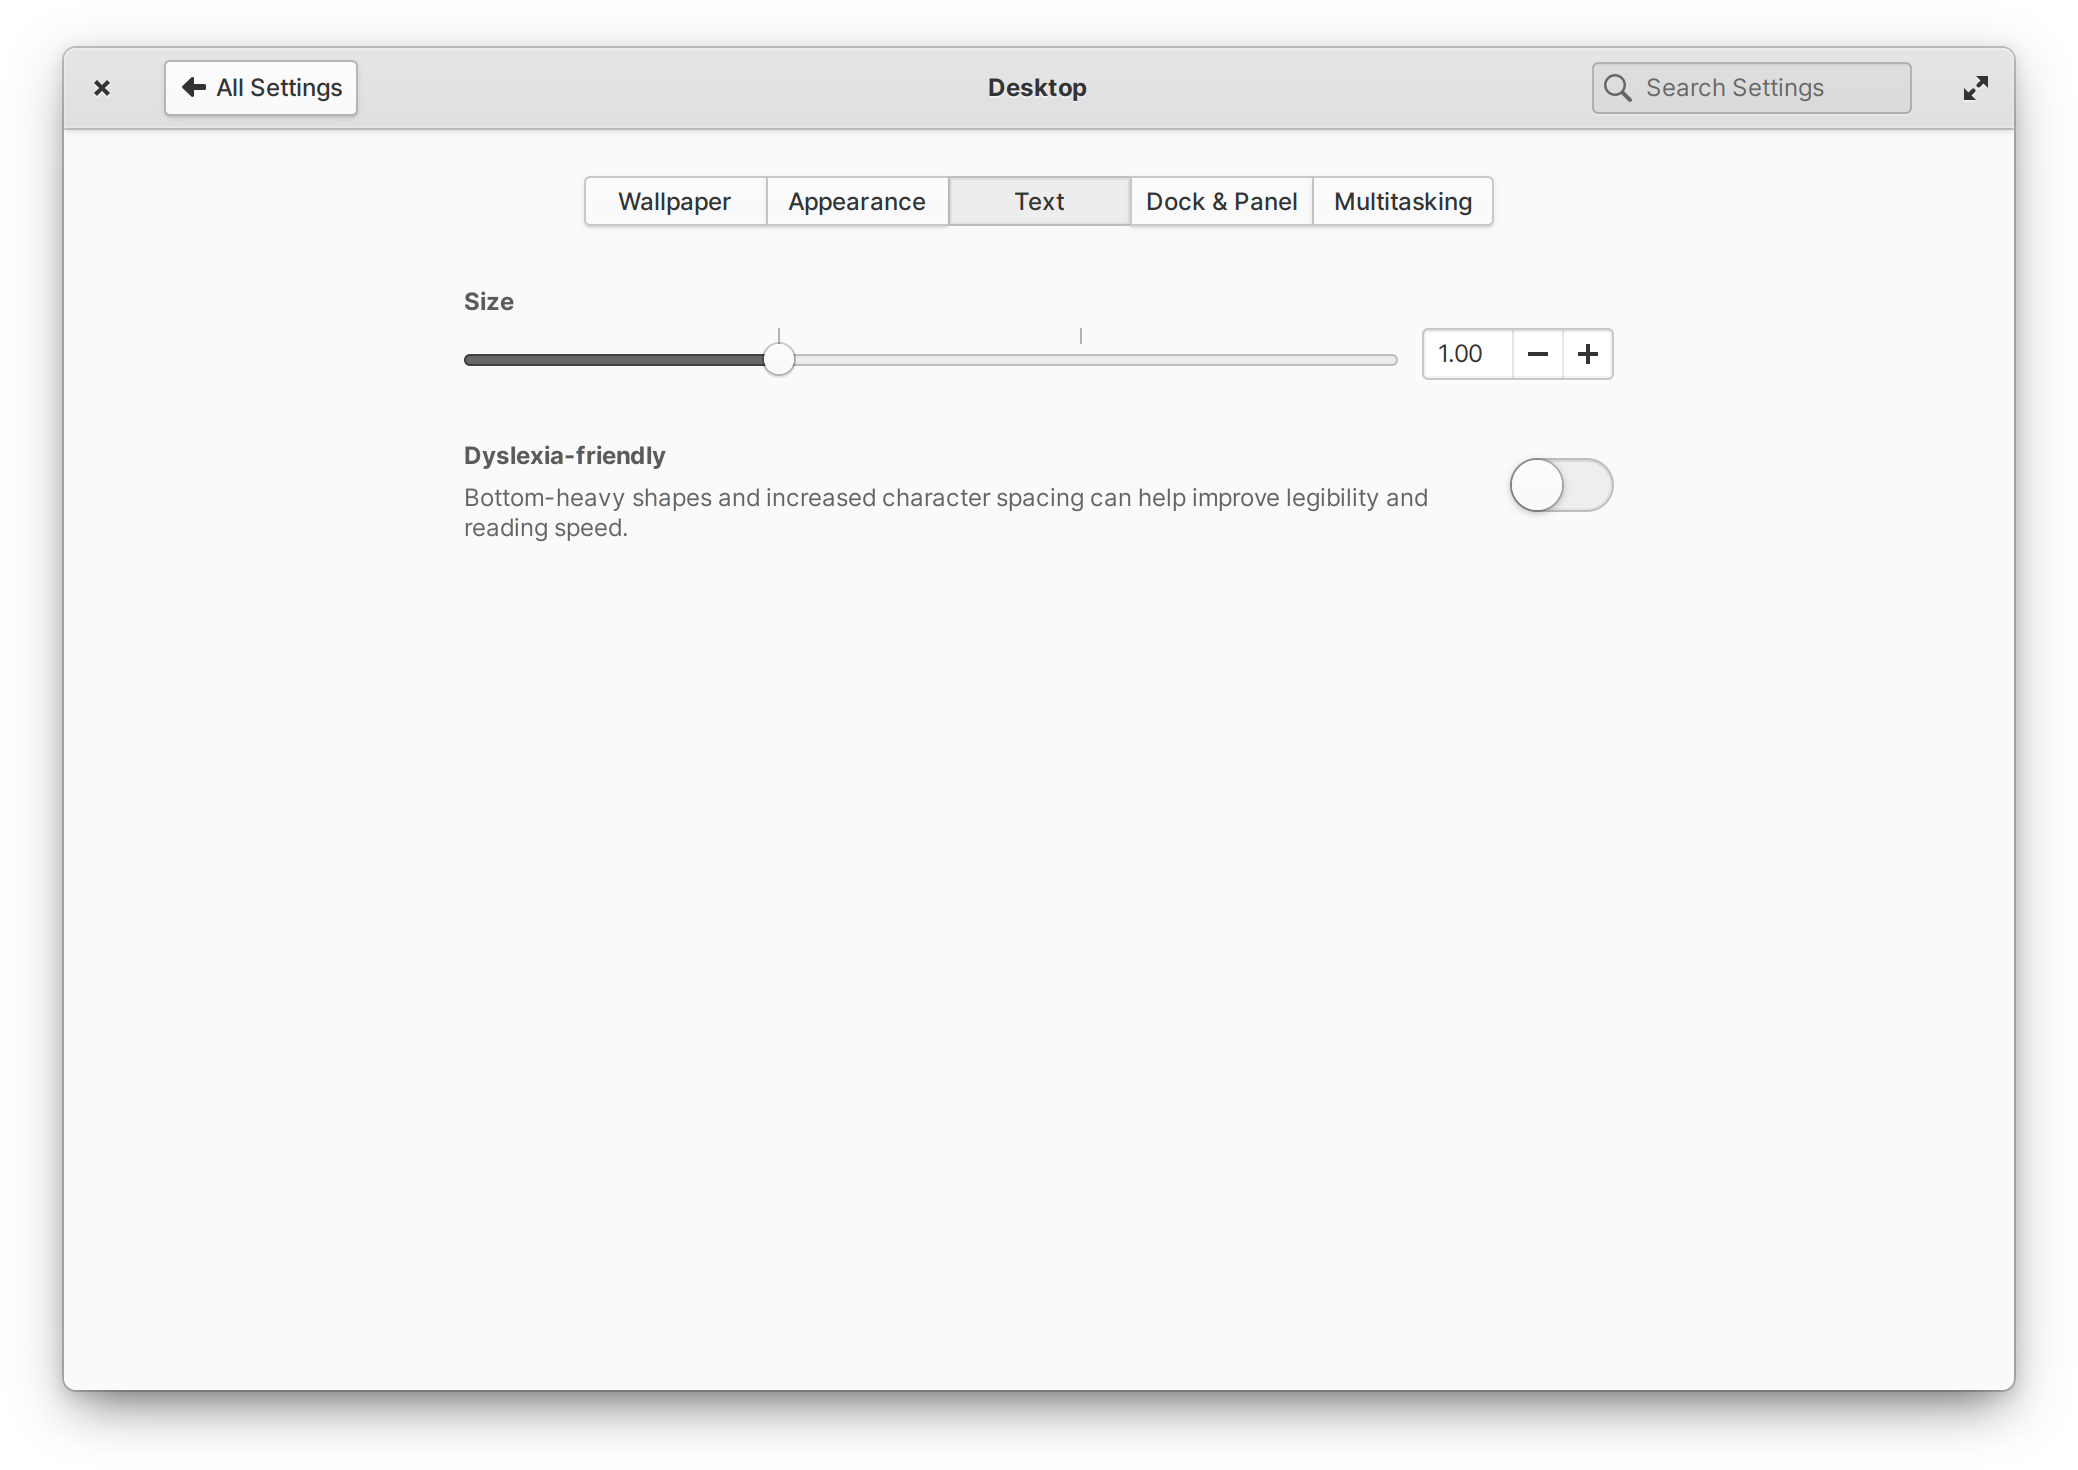 All Settings
Desktop
Search Settings
Wallpaper
Appearance
Text
Dock & Panel
Multitasking
Size
1.00
Dyslexia-friendly
Bottom-heavy shapes and increased character spacing can help improve legibility and
reading speed.